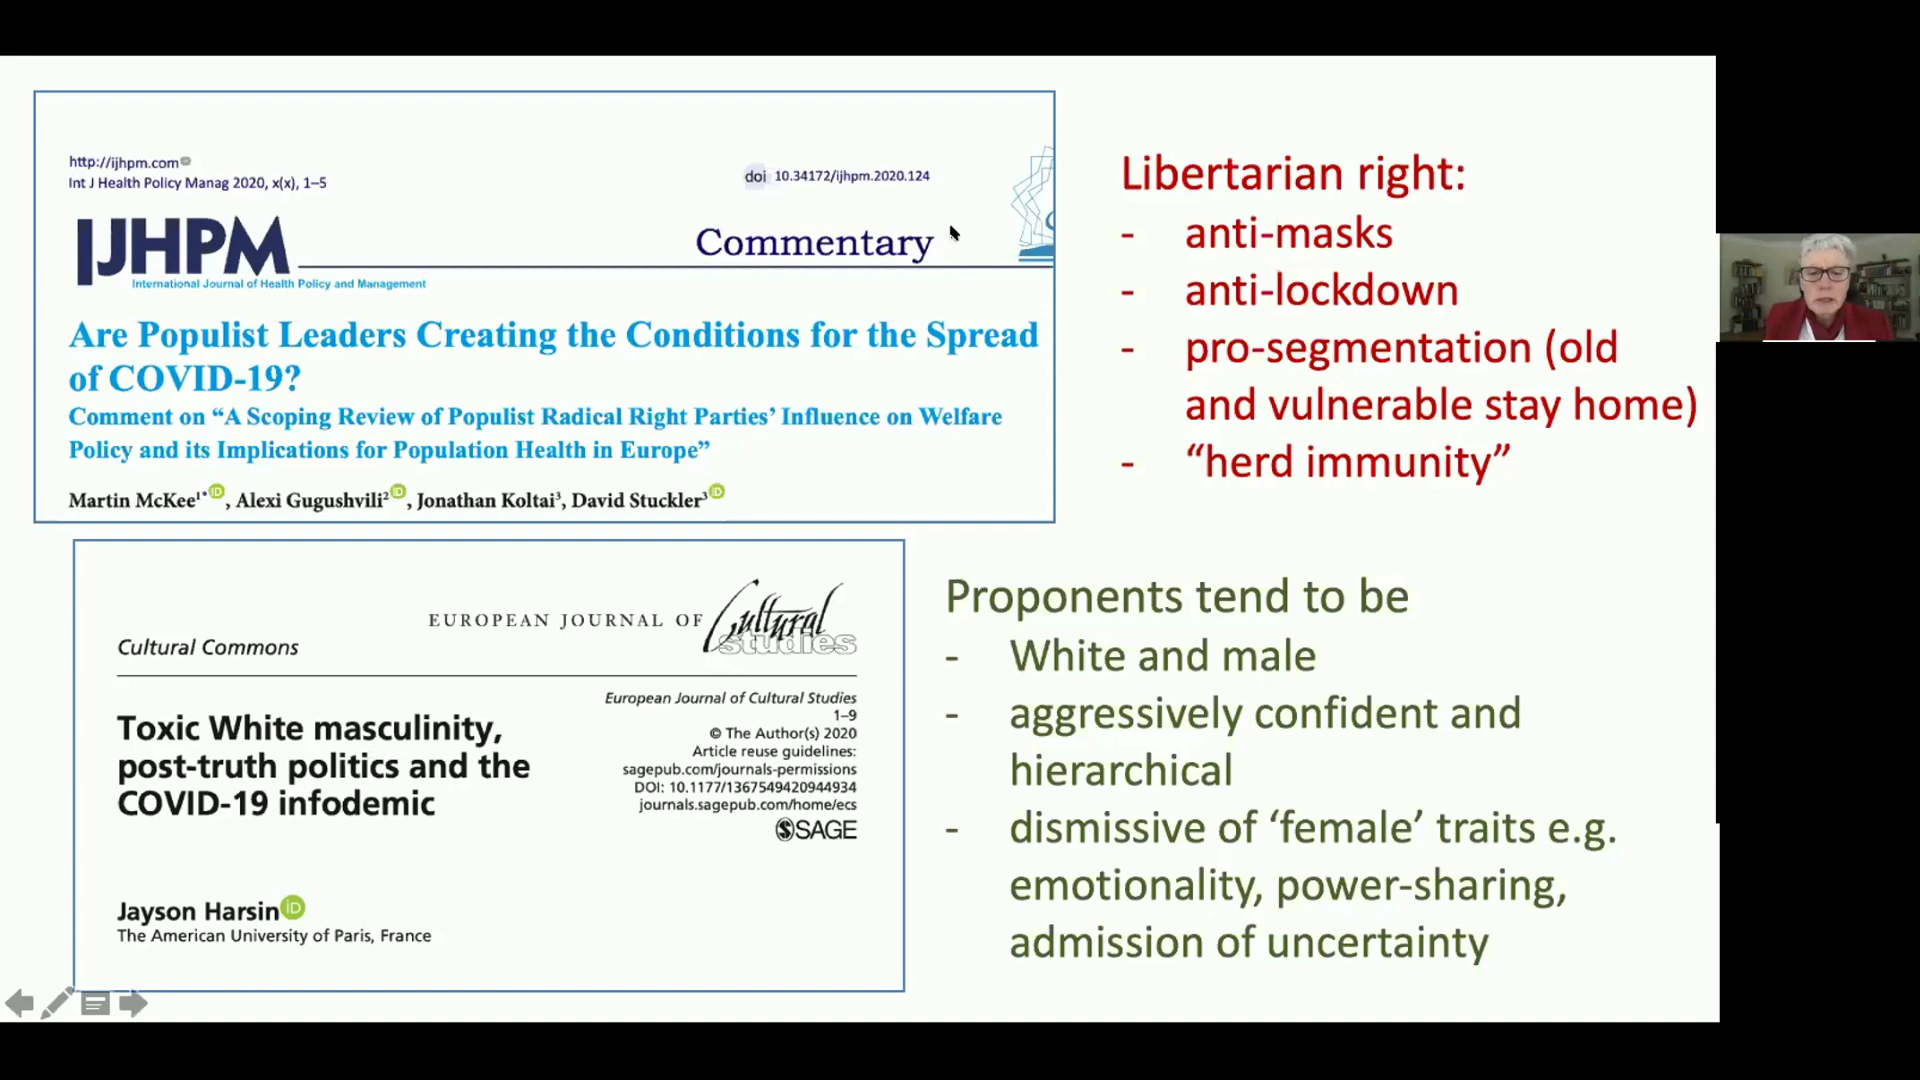 http://ijhpm.com
Int J Health Policy Manag 2020, x(x), 1–5
doi 10.34172/ijhpm.2020.124
IJHPM
Commentary
International Journal of Health Policy and Management
Are Populist Leaders Creating the Conditions for the Spread
of COVID-19?
Comment on “A Scoping Review of Populist Radical Right Parties’ Influence on Welfare
Policy and its Implications for Population Health in Europe”
Martin McKee1*, Alexi Gugushvili2, Jonathan Koltai3, David Stuckler3
Libertarian right:
- anti-masks
- anti-lockdown
- pro-segmentation (old
and vulnerable stay home)
- “herd immunity”
EUROPEAN JOURNAL OF Cultural
studies
Cultural Commons
European Journal of Cultural Studies
1–9
© The Author(s) 2020
Article reuse guidelines:
sagepub.com/journals-permissions
DOI: 10.1177/1367549420944934
journals.sagepub.com/home/ecs
SAGE
Toxic White masculinity,
post-truth politics and the
COVID-19 infodemic
Jayson Harsin iD
The American University of Paris, France
Proponents tend to be
- White and male
- aggressively confident and
hierarchical
- dismissive of ‘female’ traits e.g.
emotionality, power-sharing,
admission of uncertainty